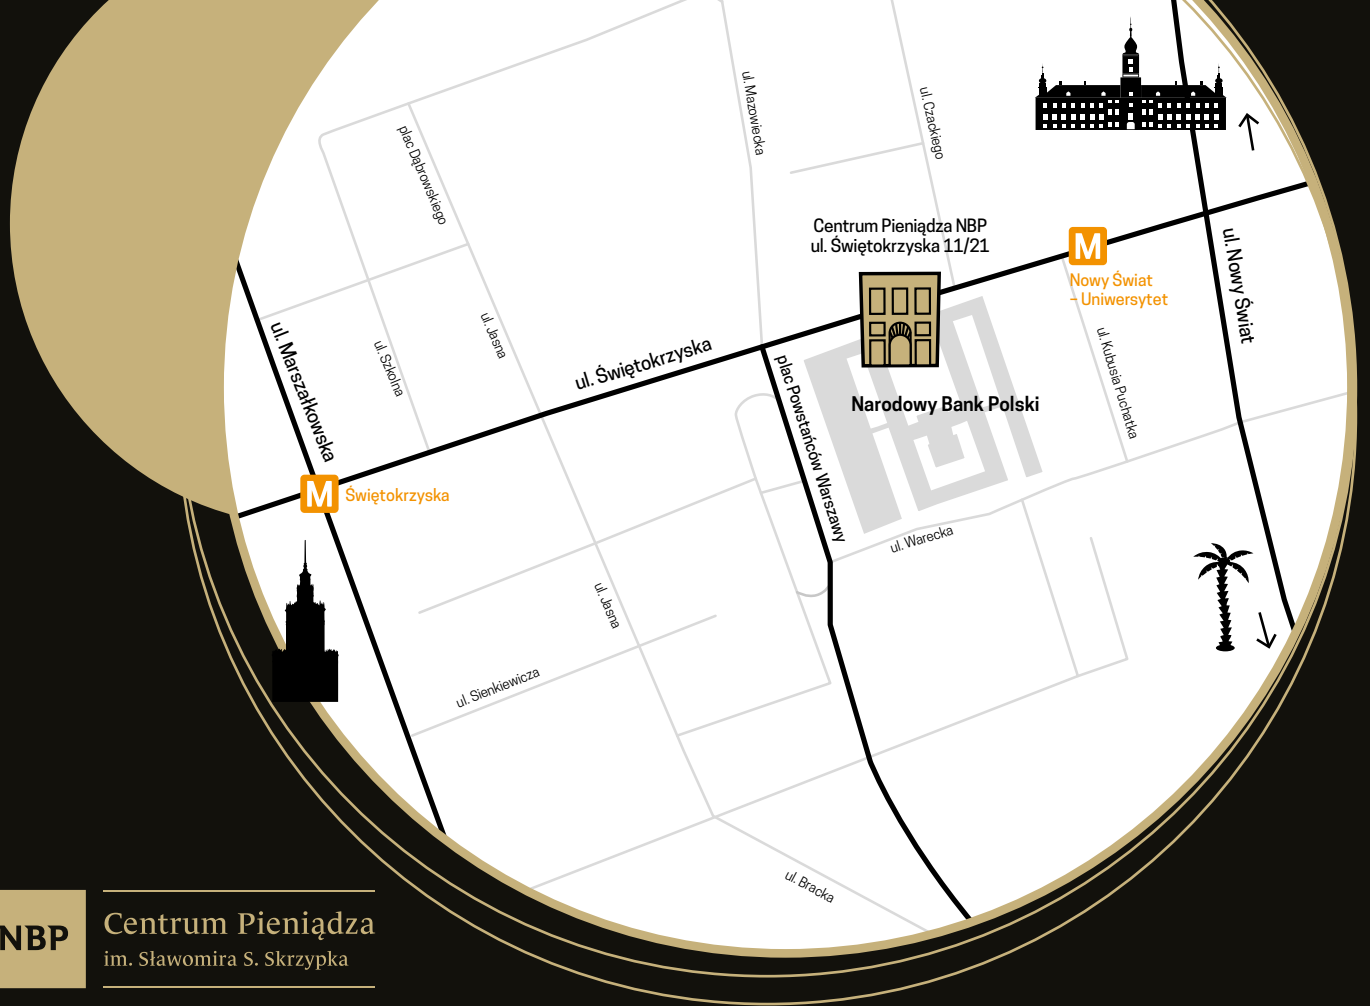 ul. Mazowiecka
ul. Czackiego
plac Dąbrowskiego
Centrum Pieniądza NBP
ul. Świętokrzyska 11/21
M
Nowy Świat
– Uniwersytet
ul. Nowy Świat
ul. Marszałkowska
ul. Szkolna
ul. Jasna
ul. Świętokrzyska
plac Powstańców Warszawy
Narodowy Bank Polski
ul. Kubusia Puchatka
M
Świętokrzyska
ul. Warecka
ul. Jasna
ul. Sienkiewicza
ul. Bracka
NBP
Centrum Pieniądza
im. Sławomira S. Skrzypka